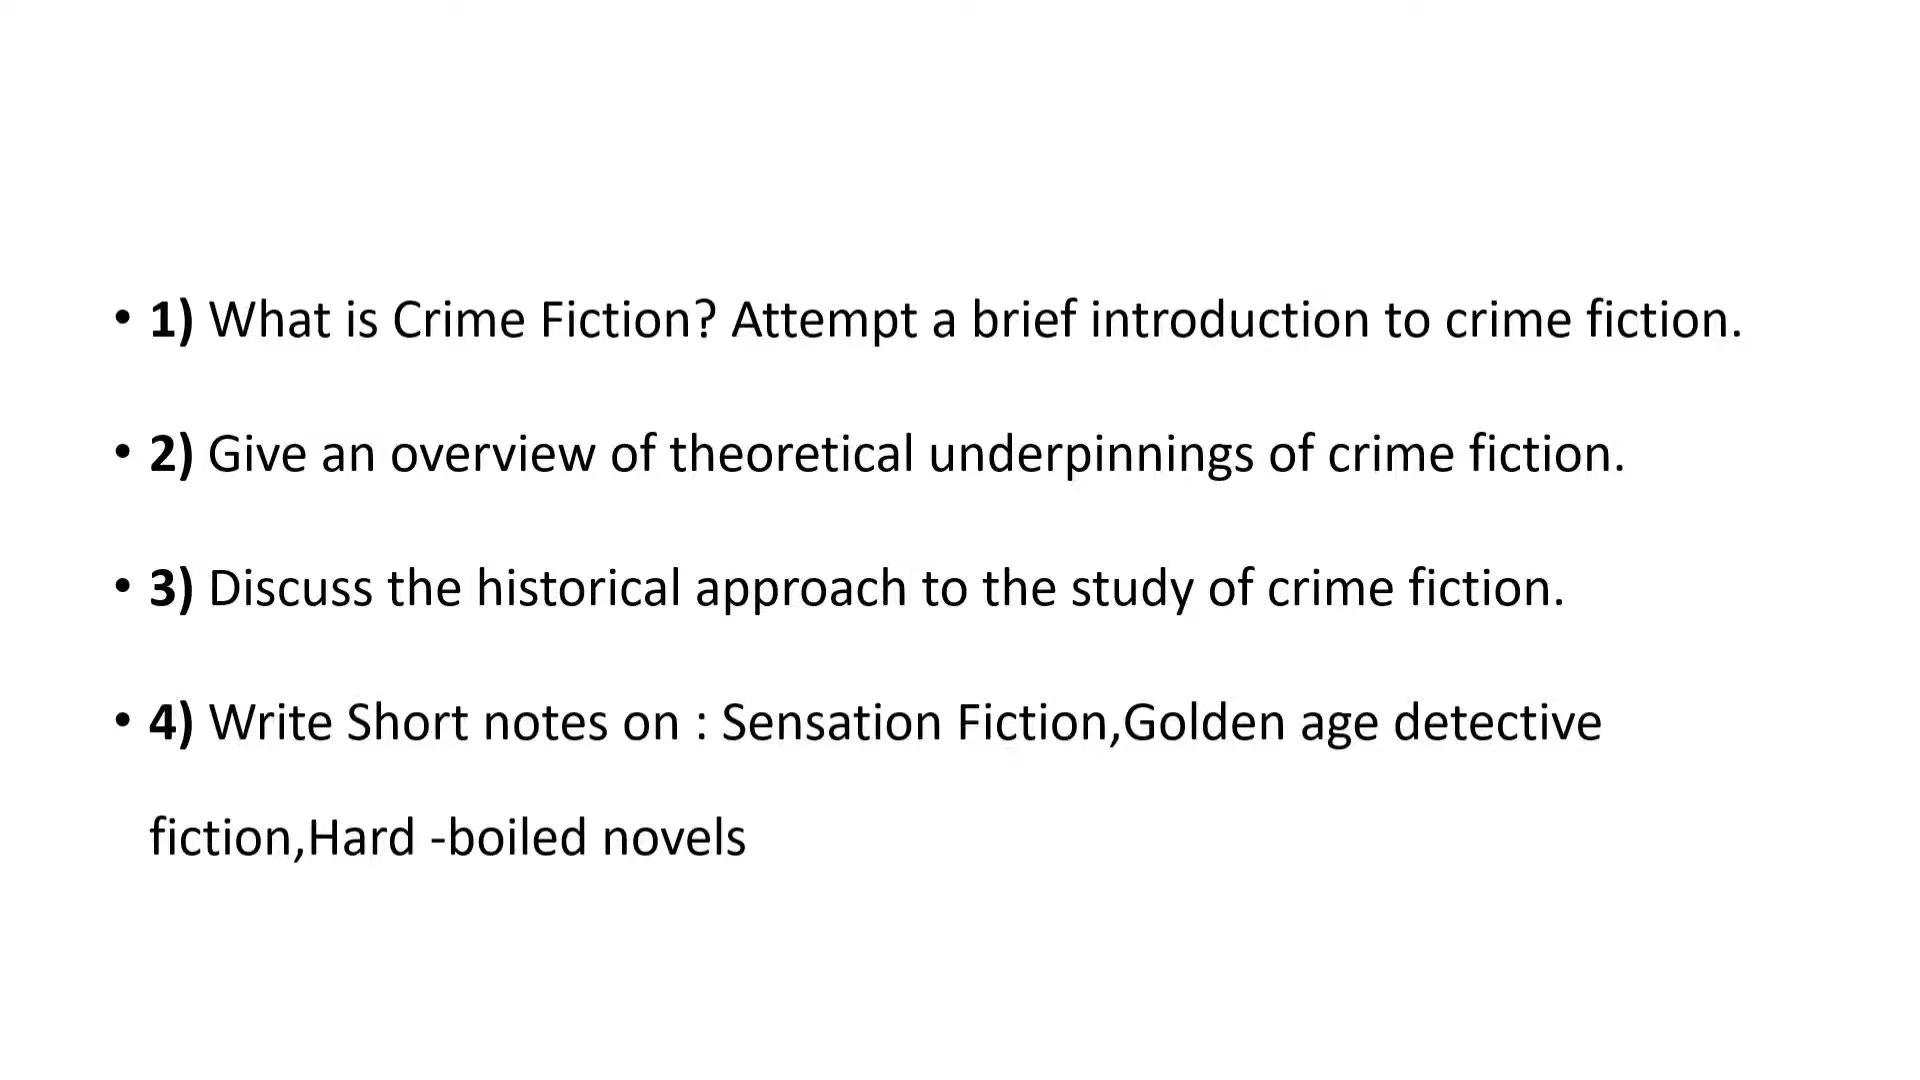 • 1) What is Crime Fiction? Attempt a brief introduction to crime fiction.
• 2) Give an overview of theoretical underpinnings of crime fiction.
• 3) Discuss the historical approach to the study of crime fiction.
• 4) Write Short notes on : Sensation Fiction,Golden age detective
fiction,Hard -boiled novels